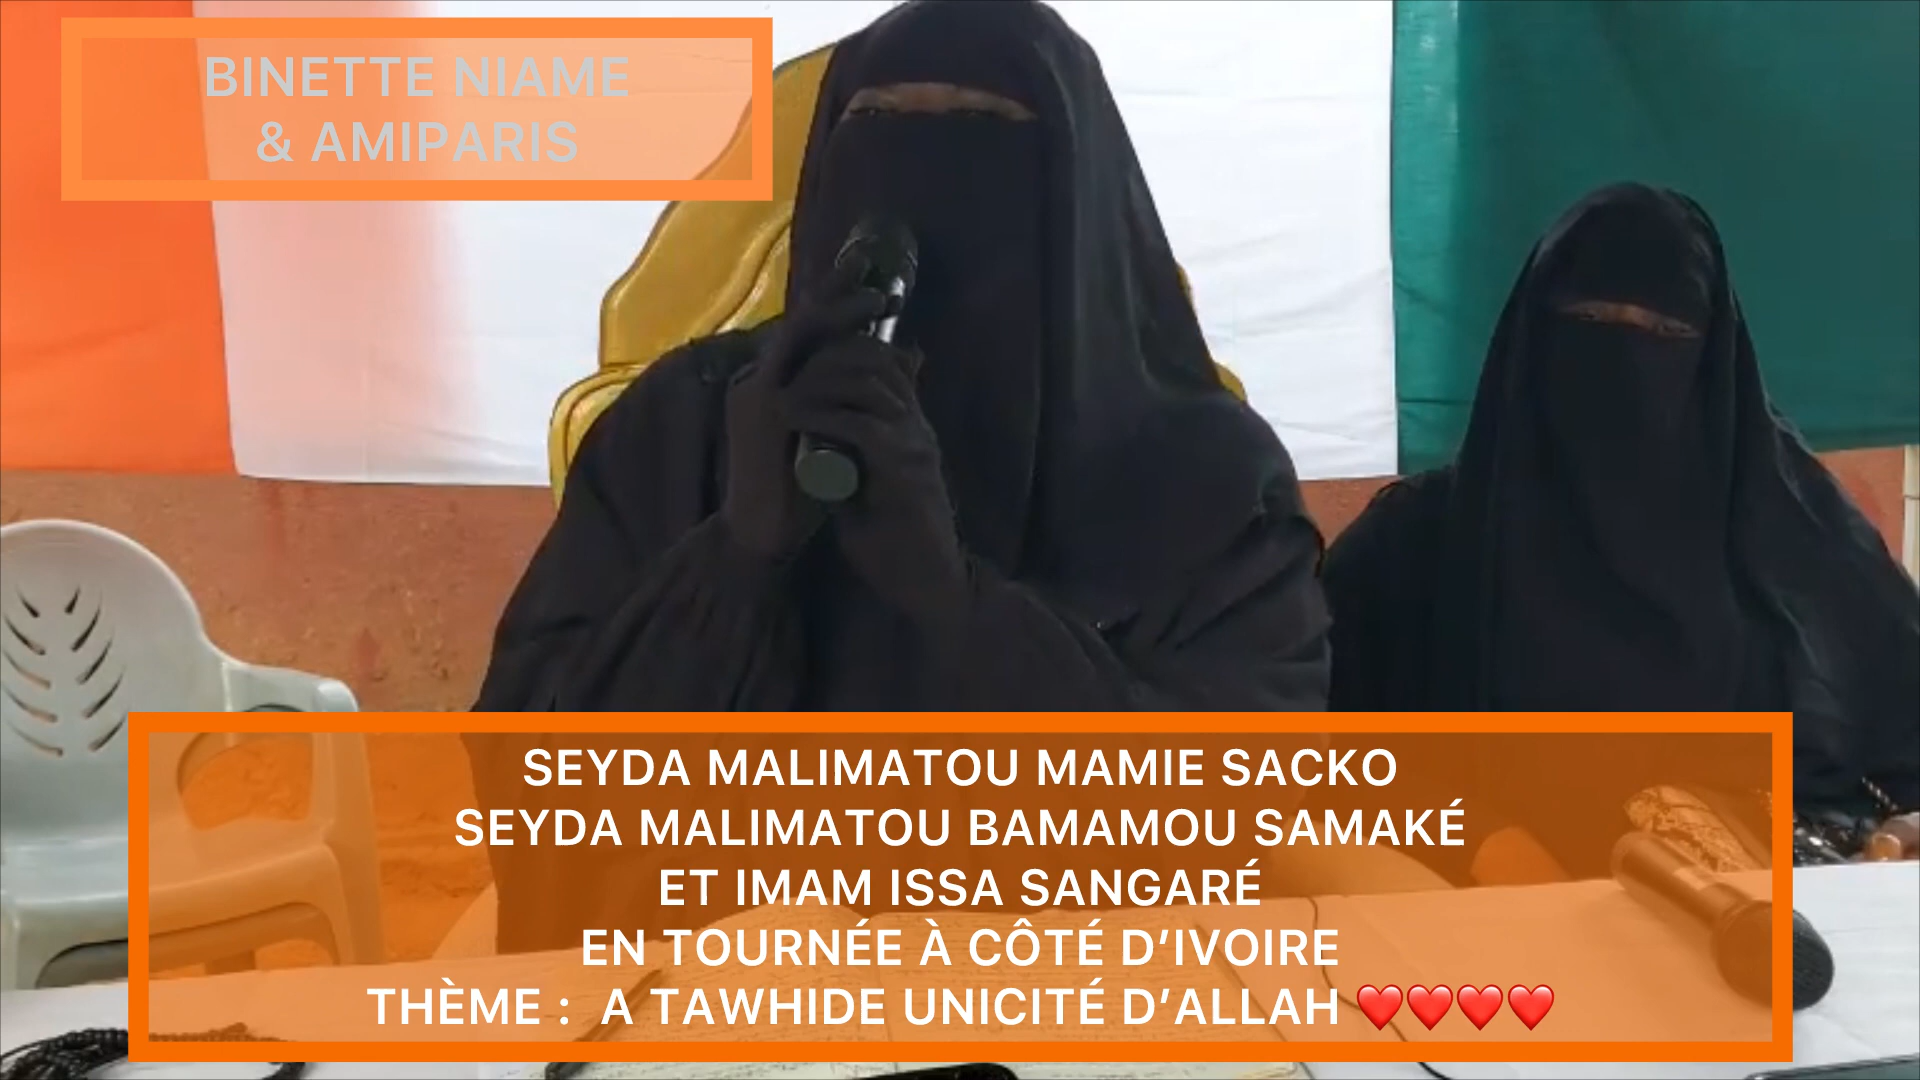 BINETTE NIAME
& AMIPARIS
SEYDA MALIMATOU MAMIE SACKO
SEYDA MALIMATOU BAMAMOU SAMAKÉ
ET IMAM ISSA SANGARÉ
EN TOURNÉE À CÔTÉ D’IVOIRE
THÈME : A TAWHIDE UNICITÉ D’ALLAH ❤️❤️❤️❤️